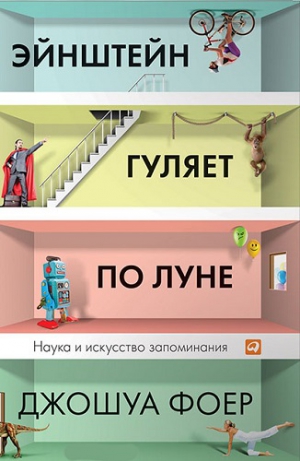 ЭЙНШТЕЙН
ГУЛЯЕТ
ПО ЛУНЕ
Наука и искусство запоминания
ДЖОШУА ФОЕР